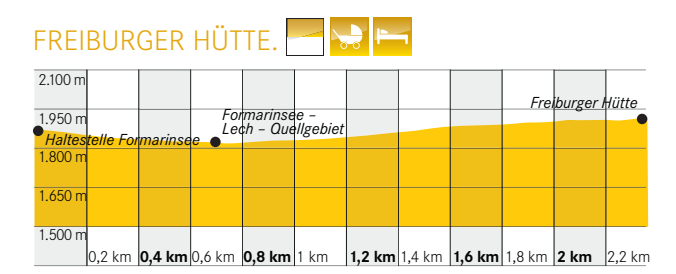 FREIBURGER HÜTTE.
2.100 m
1.950 m
Formarinsee –
Lech – Quellgebiet
Freiburger Hütte
Haltestelle Formarinsee
1.800 m
1.650 m
1.500 m
0,2 km 0,4 km 0,6 km 0,8 km 1 km 1,2 km 1,4 km 1,6 km 1,8 km 2 km 2,2 km